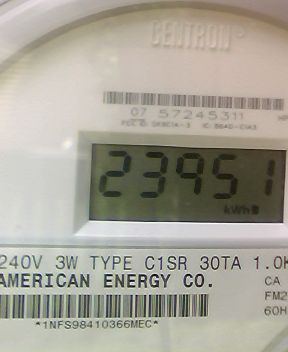 CENTRON®
07 57245311
23951
kWh
240V 3W TYPE C1SR 30TA 1.0K
AMERICAN ENERGY CO.
CA
FM2
60H
*1NFS98410366MEC*